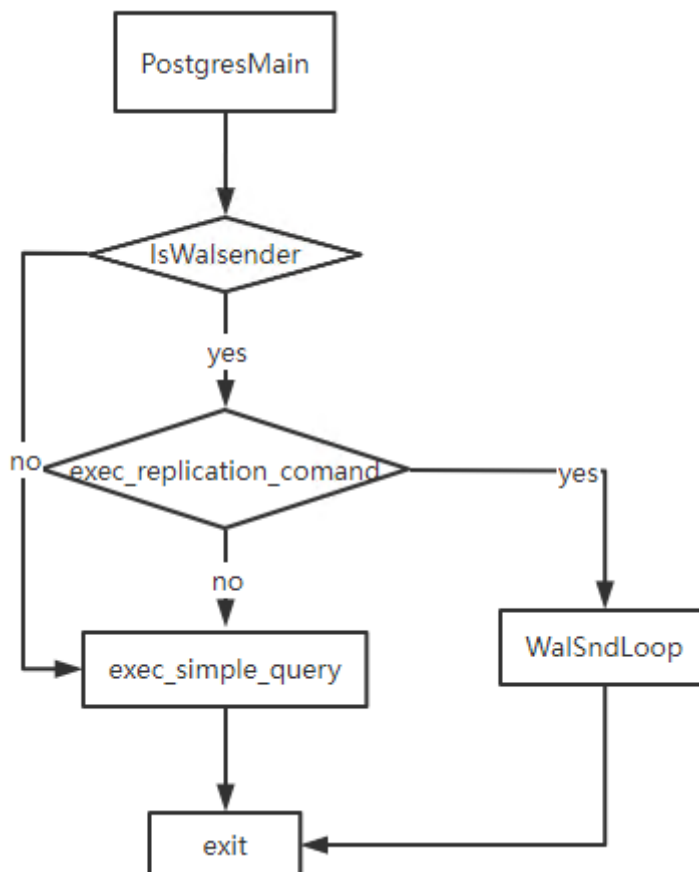 PostgresMain
IsWalsender
yes
no
exec_replication_comand
yes
no
exec_simple_query
WalSndLoop
exit